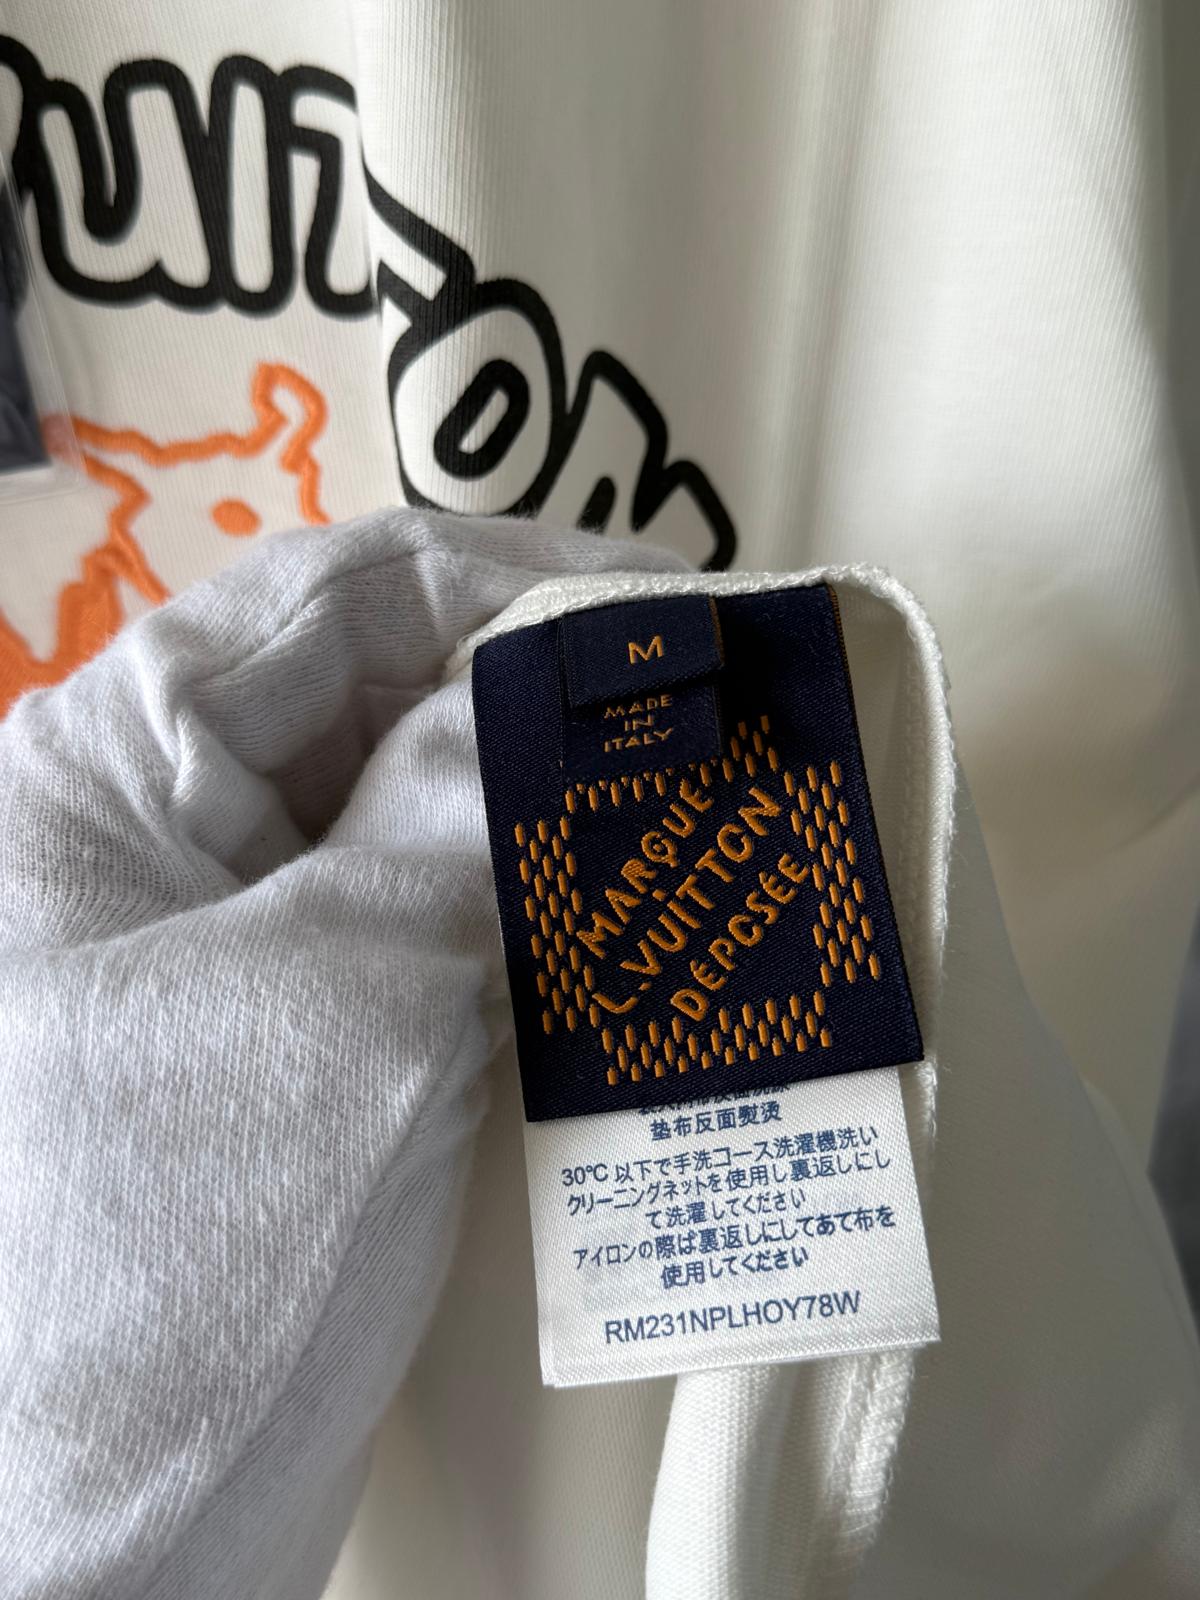 M
MADE
IN
ITALY
MARQUE
L.VUITTON
DÉPOSÉE
垫布反面熨烫
30℃ 以下で手洗コース洗濯機洗い
クリーニングネットを使用し裏返しにし
て洗濯してください
アイロンの際は裏返しにしてあて布を
使用してください
RM231NPLHOY78W